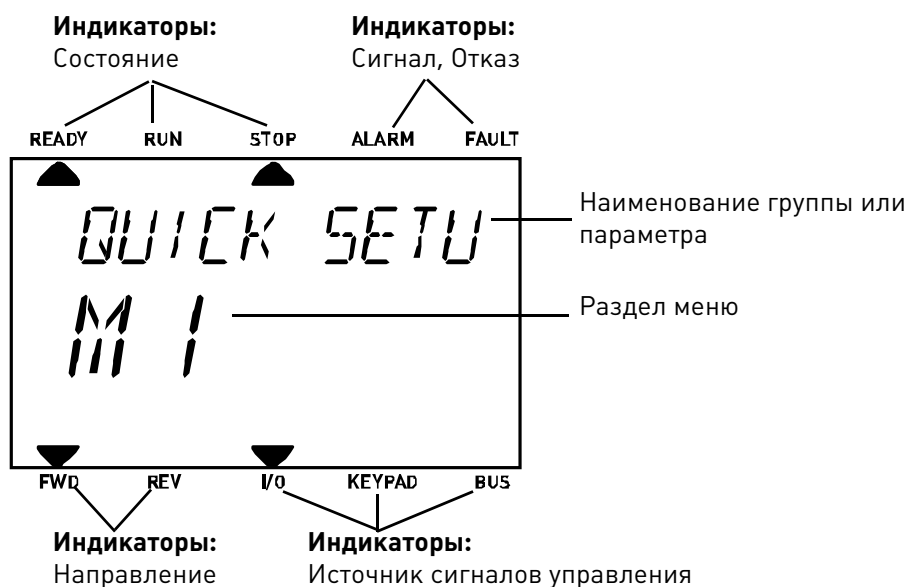 Индикаторы: Индикаторы:
Состояние Сигнал, Отказ
READY RUN STOP ALARM FAULT
QUICK SETU
Наименование группы или
параметра
M 1
Раздел меню
FWD REV I/O KEYPAD BUS
Индикаторы: Индикаторы:
Направление Источник сигналов управления